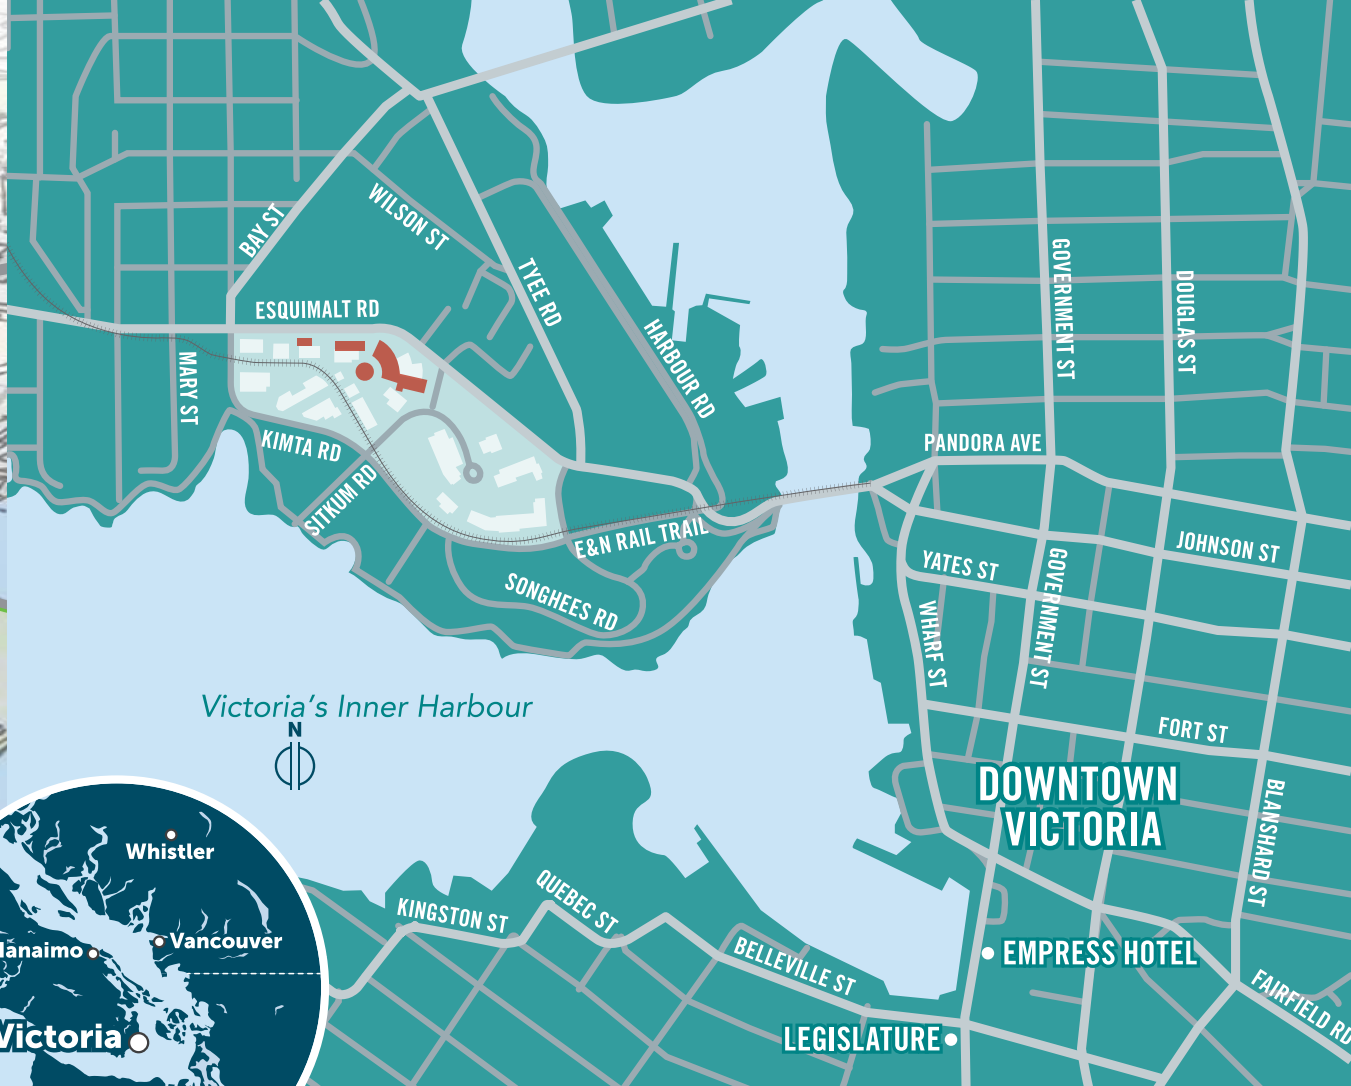 WILSON ST
BAY ST
TYEE RD
ESQUIMALT RD
HARBOUR RD
GOVERNMENT ST
DOUGLAS ST
MARY ST
KIMTA RD
SITKUM RD
PANDORA AVE
E&N RAIL TRAIL
JOHNSON ST
YATES ST
GOVERNMENT ST
SONGHEES RD
WHARF ST
Victoria's Inner Harbour
N
FORT ST
DOWNTOWN
VICTORIA
BLANSHARD ST
Whistler
QUEBEC ST
KINGSTON ST
Vancouver
BELLEVILLE ST
EMPRESS HOTEL
anaimo
FAIRFIELD RD
Victoria
LEGISLATURE